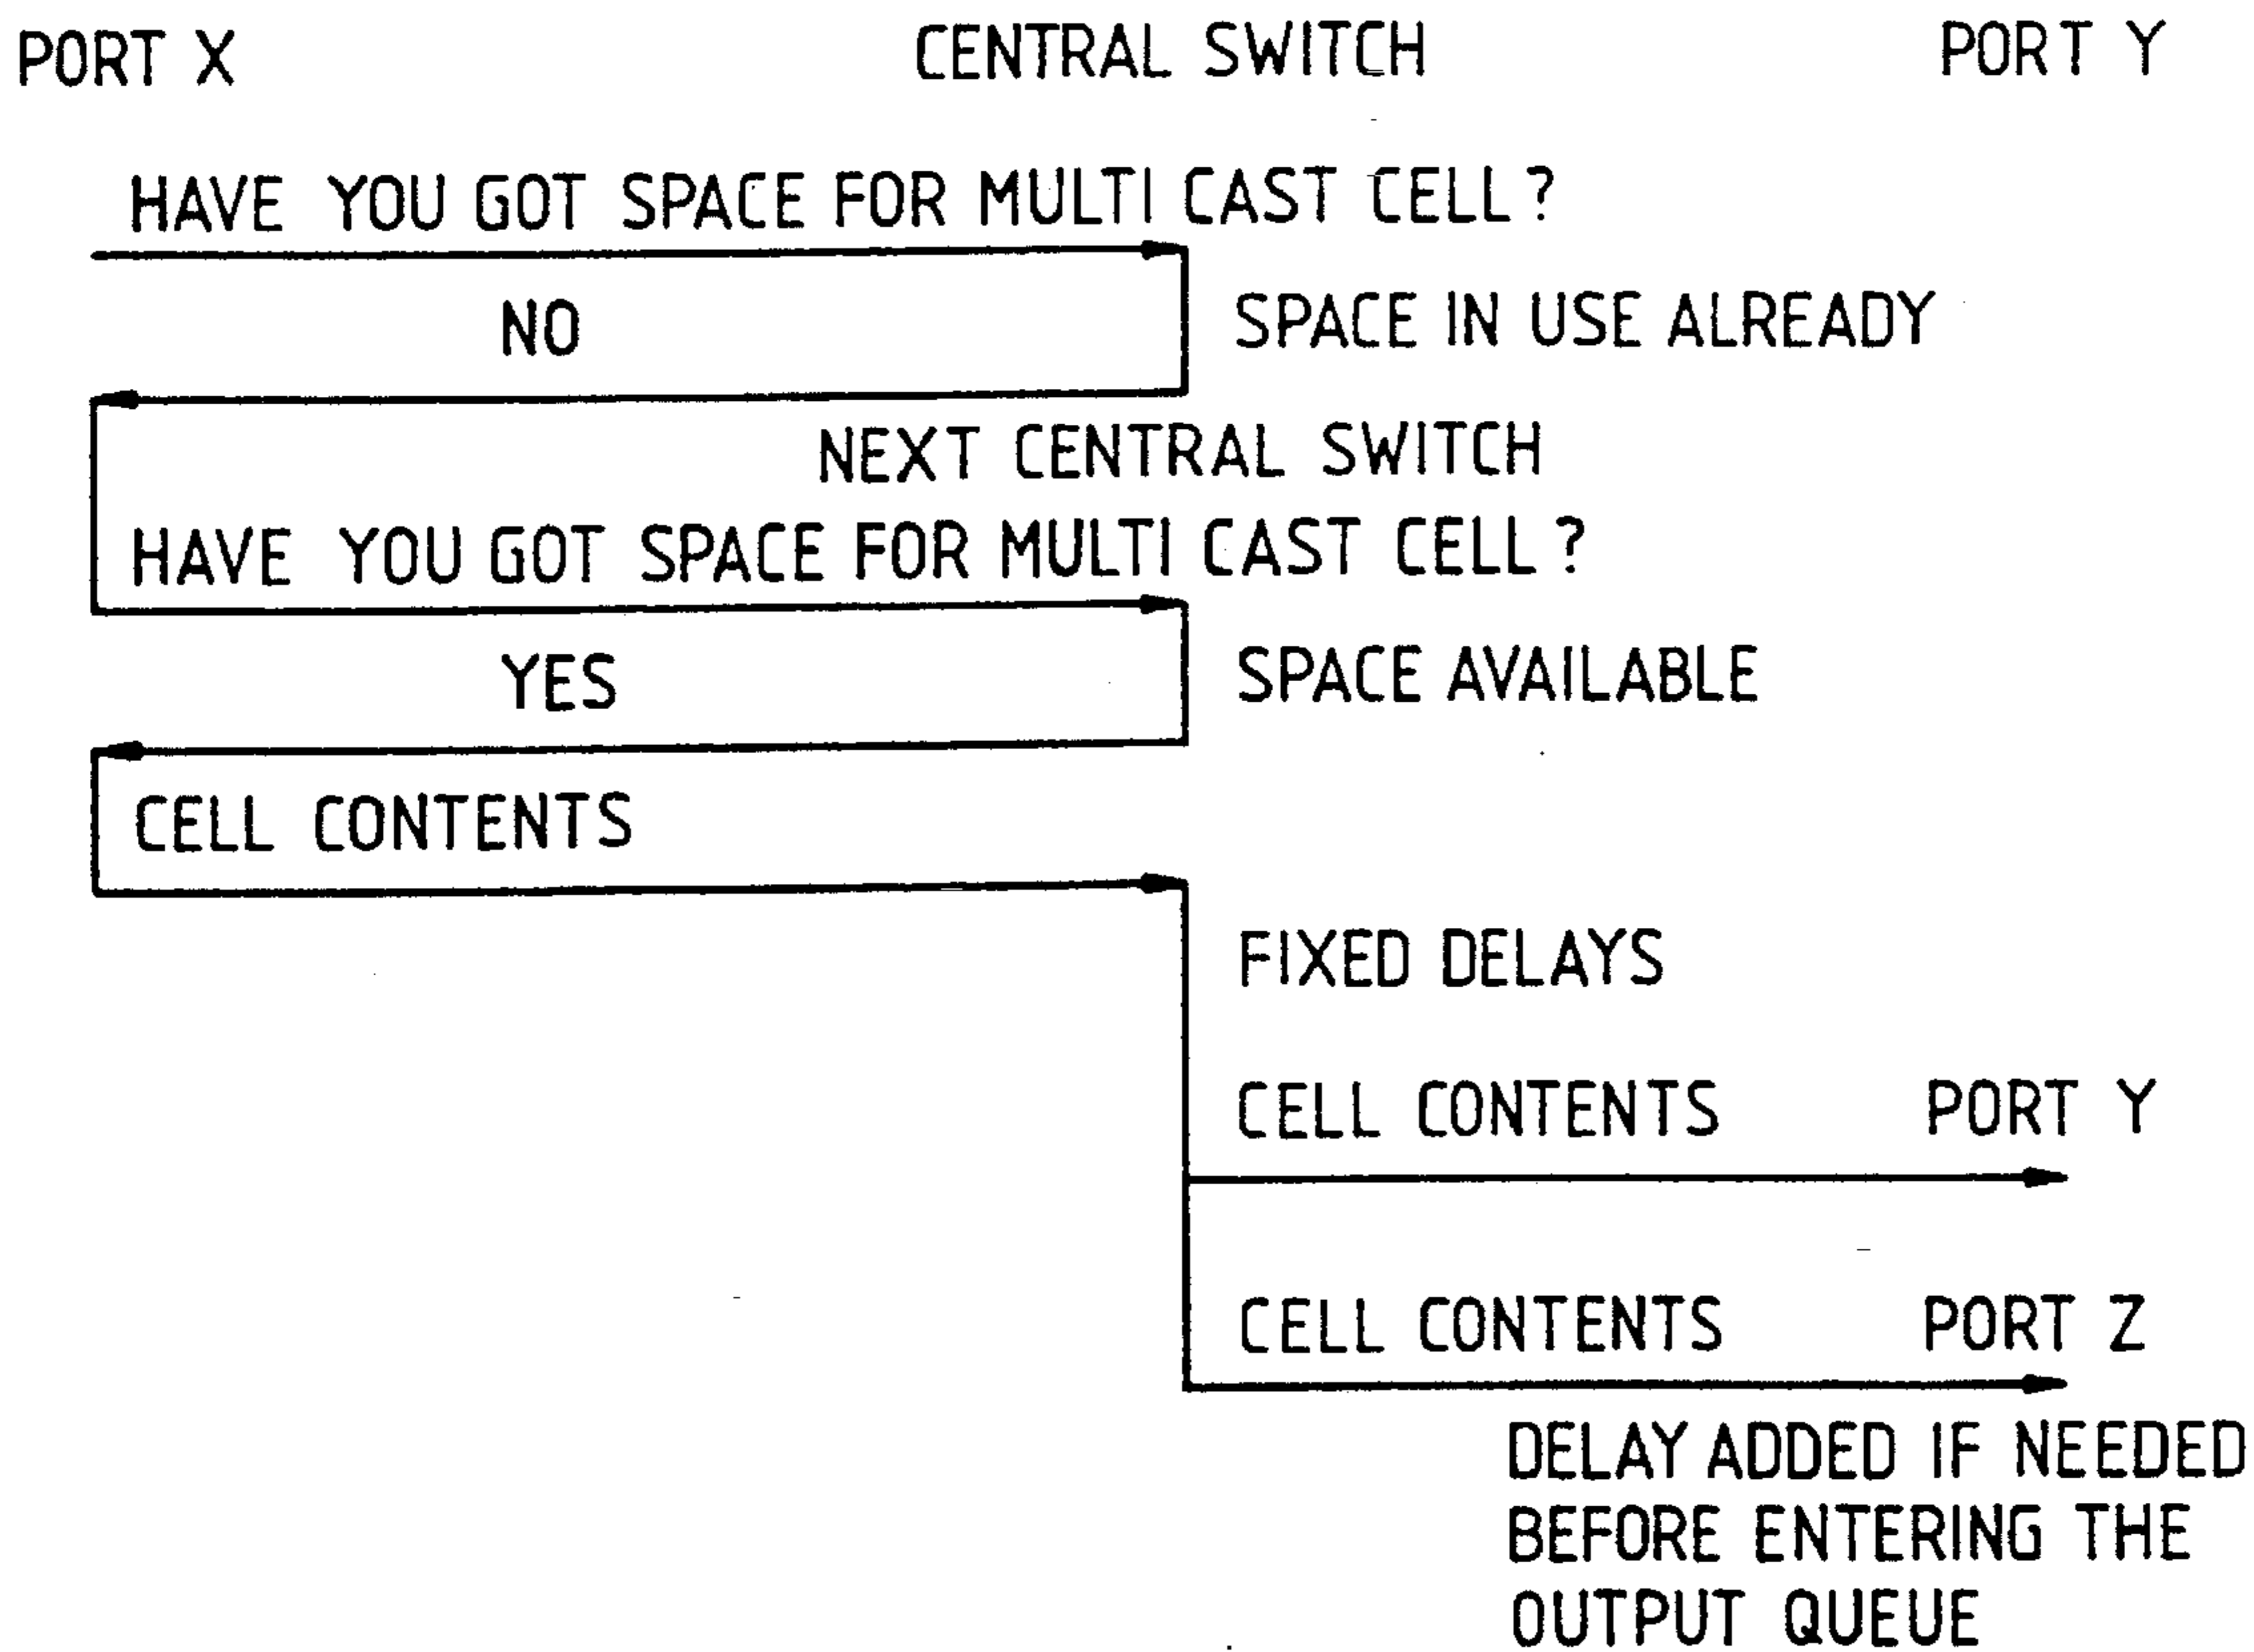 PORT X CENTRAL SWITCH PORT Y
HAVE YOU GOT SPACE FOR MULTI CAST CELL ?
NO SPACE IN USE ALREADY
NEXT CENTRAL SWITCH
HAVE YOU GOT SPACE FOR MULTI CAST CELL ?
YES SPACE AVAILABLE
CELL CONTENTS
FIXED DELAYS
CELL CONTENTS PORT Y
CELL CONTENTS PORT Z
DELAY ADDED IF NEEDED
BEFORE ENTERING THE
OUTPUT QUEUE